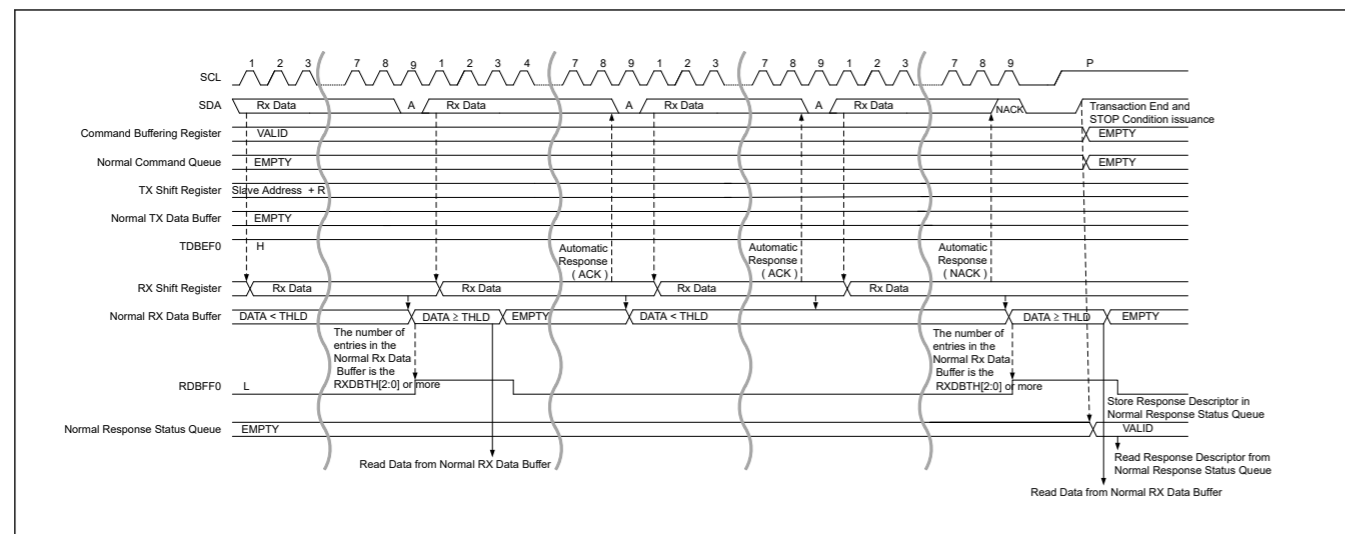 1 2 3 7 8 9 1 2 3 4 7 8 9 1 2 3 7 8 9 1 2 3 7 8 9 P
SCL
SDA Rx Data A Rx Data A Rx Data A Rx Data NACK Transaction End and
STOP Condition issuance
Command Buffering Register VALID EMPTY
Normal Command Queue EMPTY EMPTY
TX Shift Register Slave Address + R
Normal TX Data Buffer EMPTY
TDBEF0 H
Automatic
Response
( ACK )
Automatic
Response
( ACK )
Automatic
Response
( NACK )
RX Shift Register Rx Data Rx Data Rx Data Rx Data
Normal RX Data Buffer DATA < THLD DATA ≥ THLD EMPTY DATA < THLD DATA ≥ THLD EMPTY
The number of
entries in the
Normal Rx Data
Buffer is the
RXDBTH[2:0] or more
The number of
entries in the
Normal Rx Data
Buffer is the
RXDBTH[2:0] or more
RDBFF0 L
Store Response Descriptor in
Normal Response Status Queue
Normal Response Status Queue EMPTY VALID
Read Data from Normal RX Data Buffer
Read Response Descriptor from
Normal Response Status Queue
Read Data from Normal RX Data Buffer